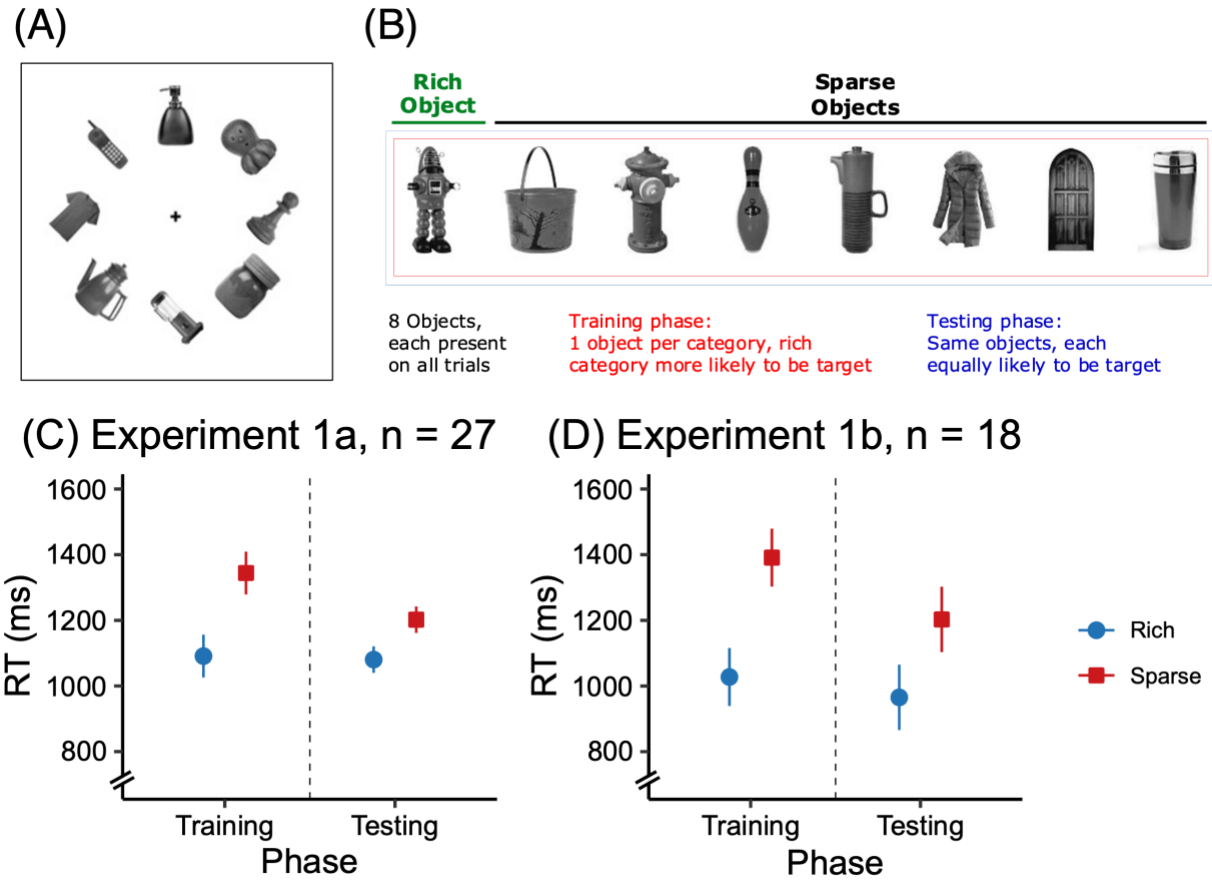 (A)
(B)
Rich
Object
Sparse
Objects
8 Objects,
each present
on all trials
Training phase:
1 object per category, rich
category more likely to be target
Testing phase:
Same objects, each
equally likely to be target
(C) Experiment 1a, n = 27
RT (ms)
1600
1400
1200
1000
800
Training
Testing
Phase
(D) Experiment 1b, n = 18
RT (ms)
1600
1400
1200
1000
800
Training
Testing
Phase
Rich
Sparse